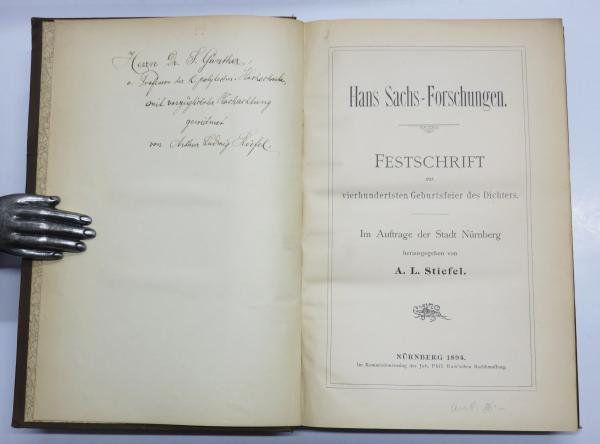 Herrn Dr. S. Günther,
o. Professor der k. polytechn. Hochschule,
mit vorzüglichster Hochachtung
gewidmet
von Arthur Ludwig Stiefel.
Hans Sachs-Forschungen.
FESTSCHRIFT
zur
vierhundertsten Geburtsfeier des Dichters.
Im Auftrage der Stadt Nürnberg
herausgegeben von
A. L. Stiefel.
NÜRNBERG 1894.
Im Kommissionsverlag der Joh. Phil. Raw'schen Buchhandlung.